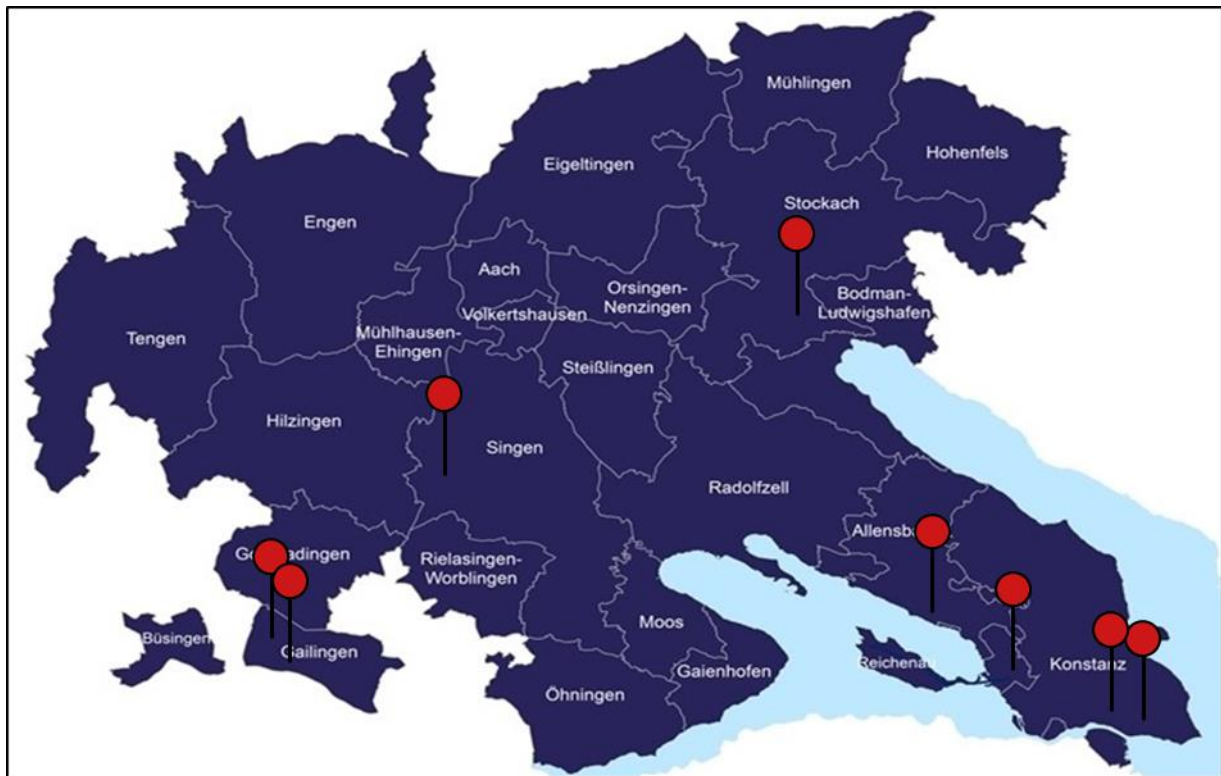 Mühlingen
Hohenfels
Eigeltingen
Stockach
Engen
Aach
Orsingen-
Nenzingen
Bodman-
Ludwigshafen
Volkertshausen
Mühlhausen-
Ehingen
Tengen
Steißlingen
Hilzingen
Singen
Radolfzell
Rielasingen-
Worblingen
Büsingen
Gailingen
Moos
Gaienhofen
Öhningen
Reichenau
Konstanz